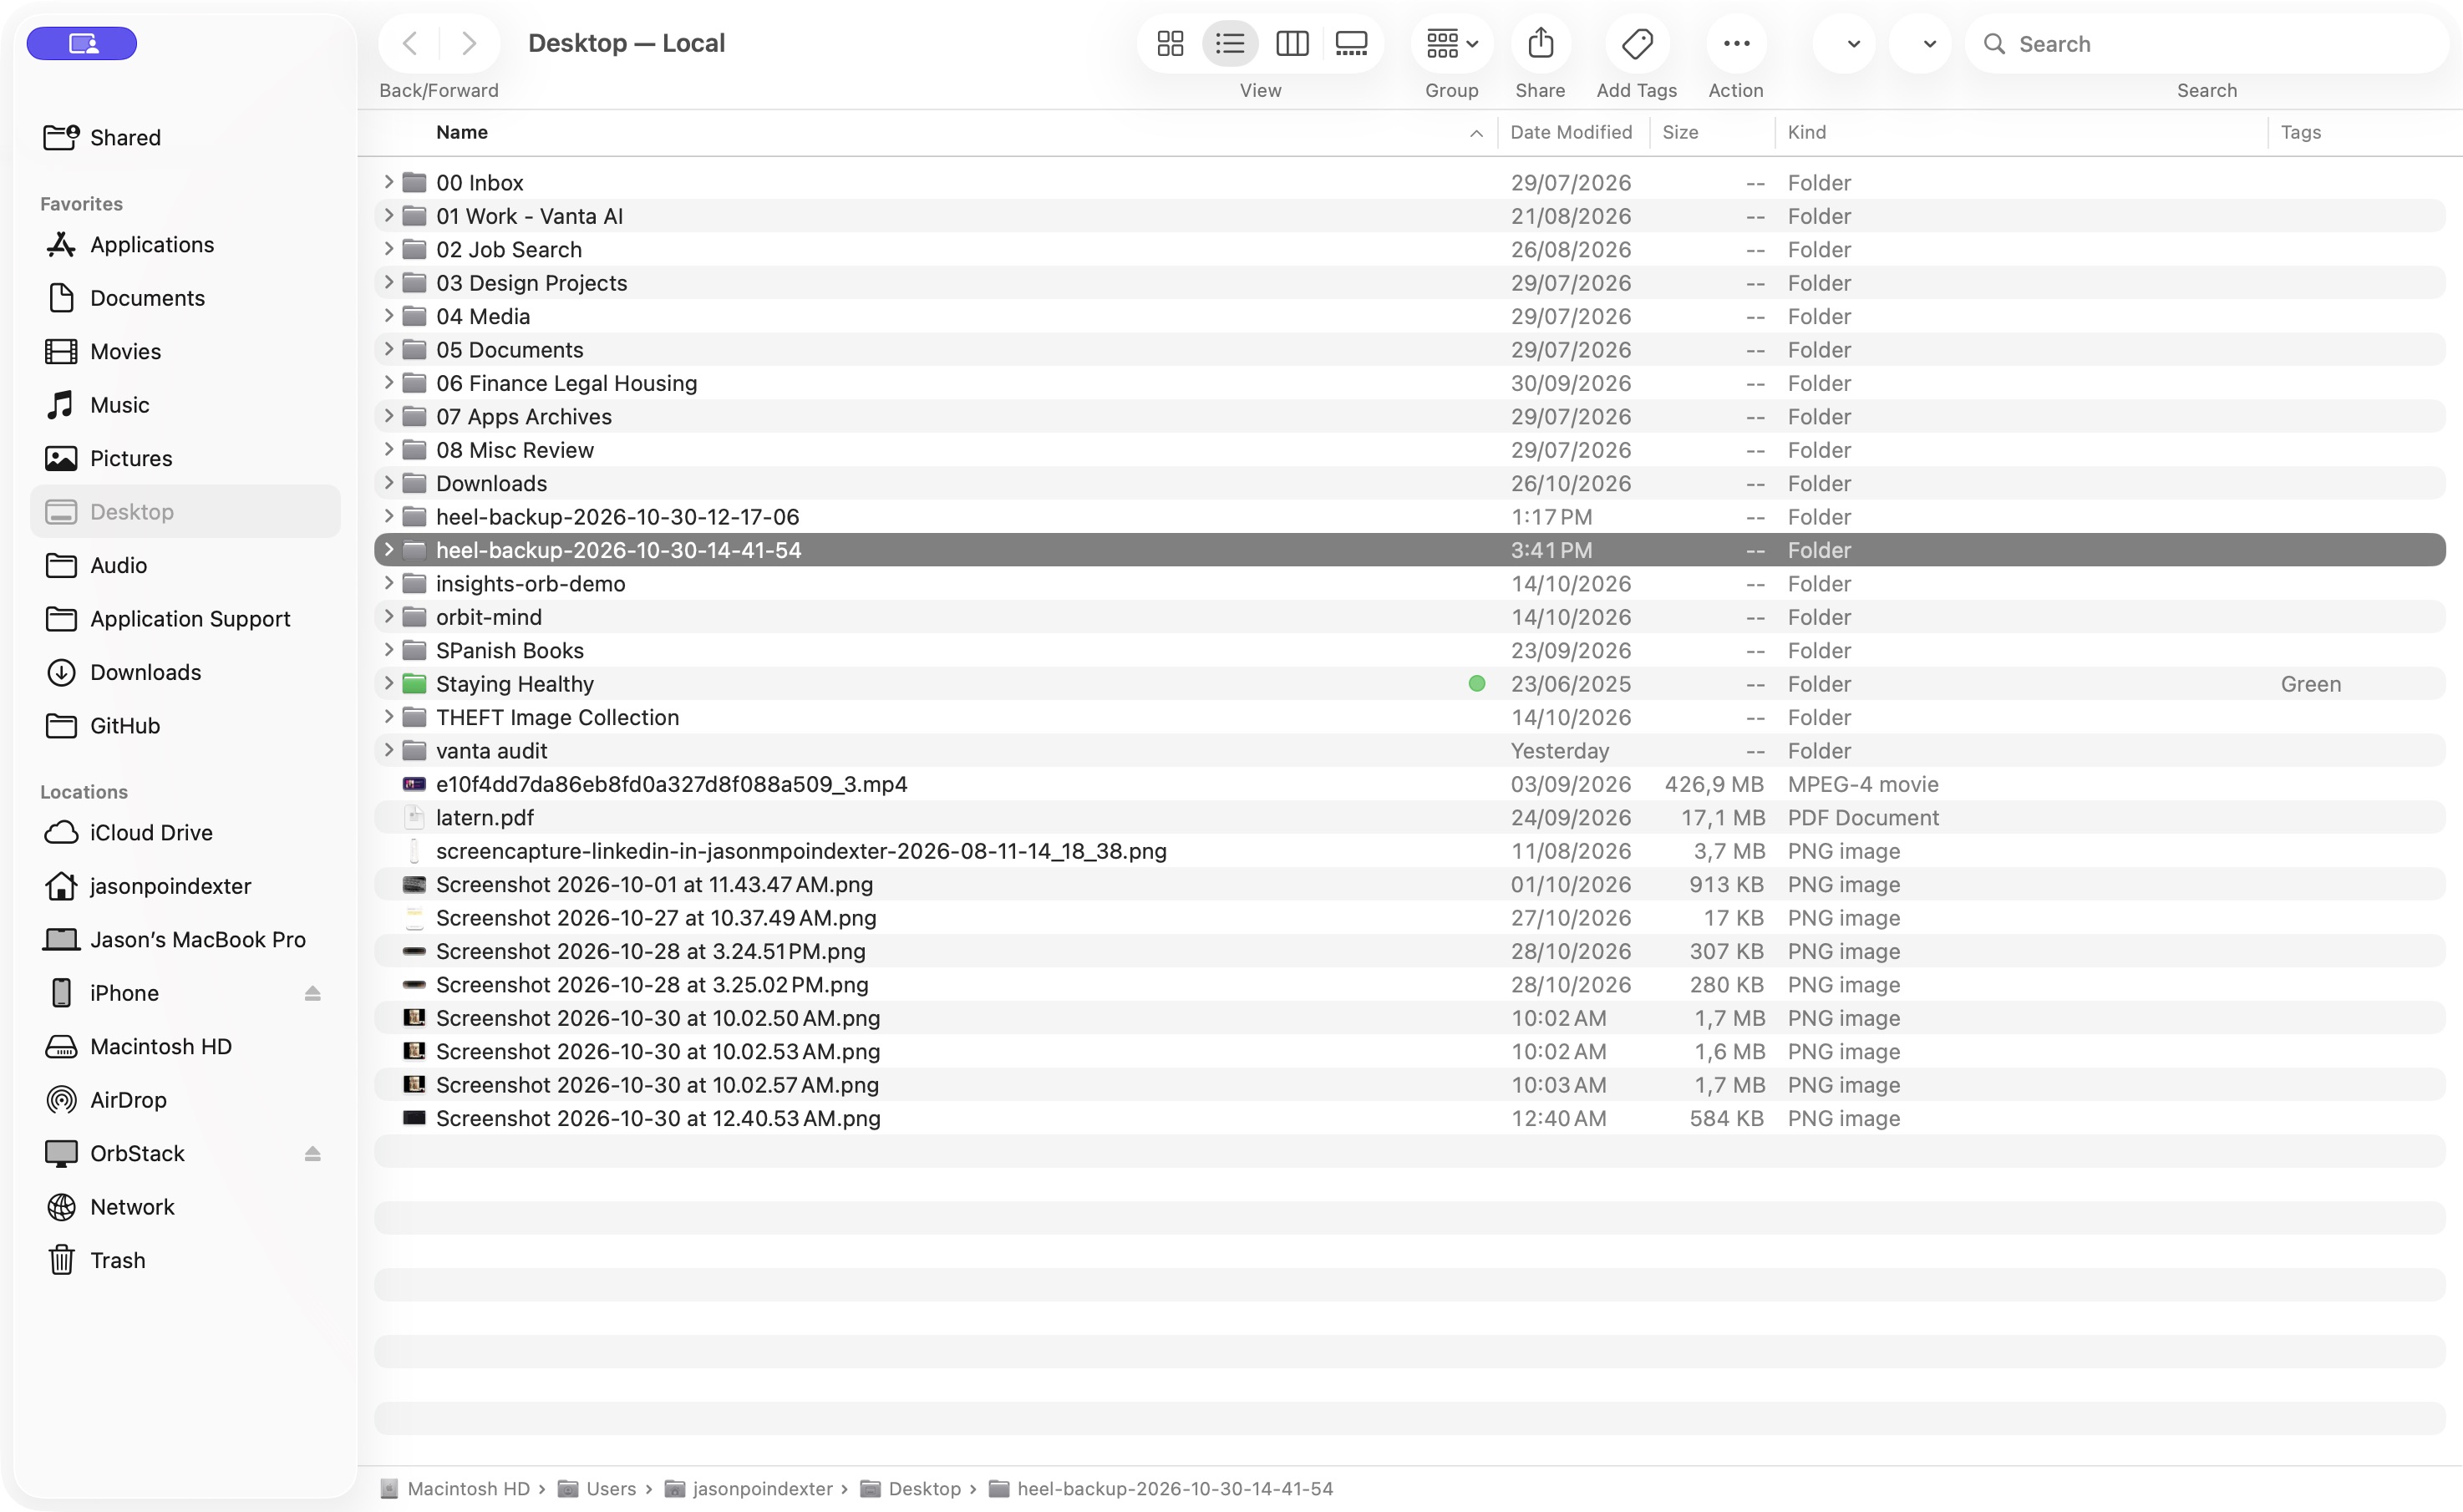 Desktop — Local
Search
Back/Forward View Group Share Add Tags Action Search
Shared
Favorites
Applications
Documents
Movies
Music
Pictures
Desktop
Audio
Application Support
Downloads
GitHub
Locations
iCloud Drive
jasonpoindexter
Jason’s MacBook Pro
iPhone
Macintosh HD
AirDrop
OrbStack
Network
Trash
Name Date Modified Size Kind Tags
00 Inbox 29/07/2026 -- Folder
01 Work - Vanta AI 21/08/2026 -- Folder
02 Job Search 26/08/2026 -- Folder
03 Design Projects 29/07/2026 -- Folder
04 Media 29/07/2026 -- Folder
05 Documents 29/07/2026 -- Folder
06 Finance Legal Housing 30/09/2026 -- Folder
07 Apps Archives 29/07/2026 -- Folder
08 Misc Review 29/07/2026 -- Folder
Downloads 26/10/2026 -- Folder
heel-backup-2026-10-30-12-17-06 1:17 PM -- Folder
heel-backup-2026-10-30-14-41-54 3:41 PM -- Folder
insights-orb-demo 14/10/2026 -- Folder
orbit-mind 14/10/2026 -- Folder
SPanish Books 23/09/2026 -- Folder
Staying Healthy 23/06/2025 -- Folder Green
THEFT Image Collection 14/10/2026 -- Folder
vanta audit Yesterday -- Folder
e10f4dd7da86eb8fd0a327d8f088a509_3.mp4 03/09/2026 426,9 MB MPEG-4 movie
latern.pdf 24/09/2026 17,1 MB PDF Document
screencapture-linkedin-in-jasonmpoindexter-2026-08-11-14_18_38.png 11/08/2026 3,7 MB PNG image
Screenshot 2026-10-01 at 11.43.47 AM.png 01/10/2026 913 KB PNG image
Screenshot 2026-10-27 at 10.37.49 AM.png 27/10/2026 17 KB PNG image
Screenshot 2026-10-28 at 3.24.51 PM.png 28/10/2026 307 KB PNG image
Screenshot 2026-10-28 at 3.25.02 PM.png 28/10/2026 280 KB PNG image
Screenshot 2026-10-30 at 10.02.50 AM.png 10:02 AM 1,7 MB PNG image
Screenshot 2026-10-30 at 10.02.53 AM.png 10:02 AM 1,6 MB PNG image
Screenshot 2026-10-30 at 10.02.57 AM.png 10:03 AM 1,7 MB PNG image
Screenshot 2026-10-30 at 12.40.53 AM.png 12:40 AM 584 KB PNG image
Macintosh HD › Users › jasonpoindexter › Desktop › heel-backup-2026-10-30-14-41-54